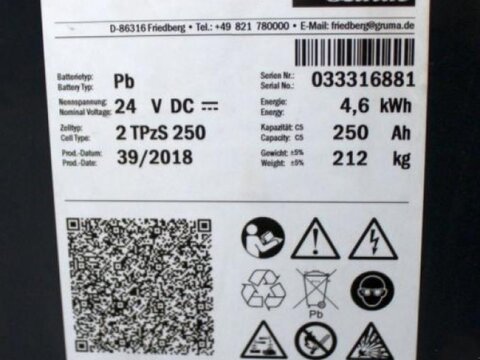 D-86316 Friedberg • Tel.: +49 821 780000 • E-Mail: friedberg@gruma.de
Batterietyp: Pb Serien Nr.: 033316881
Battery Type: Serial No.:
Nennspannung: 24 V DC Energie: 4,6 kWh
Nominal Voltage: Energy:
Zelltyp: 2 TPzS 250 Kapazität: C5 250 Ah
Cell Type: Capacity: C5
Prod.-Datum: 39/2018 Gewicht: ±5% 212 kg
Prod.-Date: Weight: ±5%
Pb